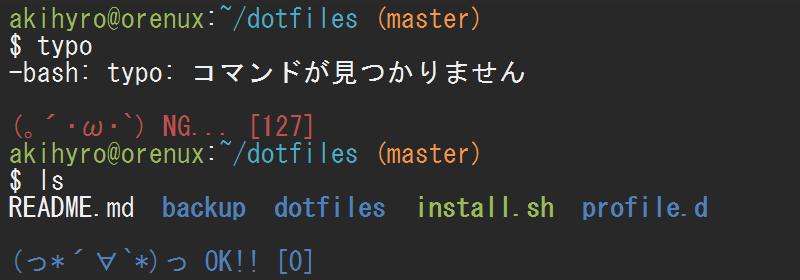 akihyro@orenux:~/dotfiles (master)
$ typo
-bash: typo: コマンドが見つかりません
(｡´･ω･`) NG... [127]
akihyro@orenux:~/dotfiles (master)
$ ls
README.md  backup  dotfiles  install.sh  profile.d
(っ*´∀`*)っ OK!! [0]